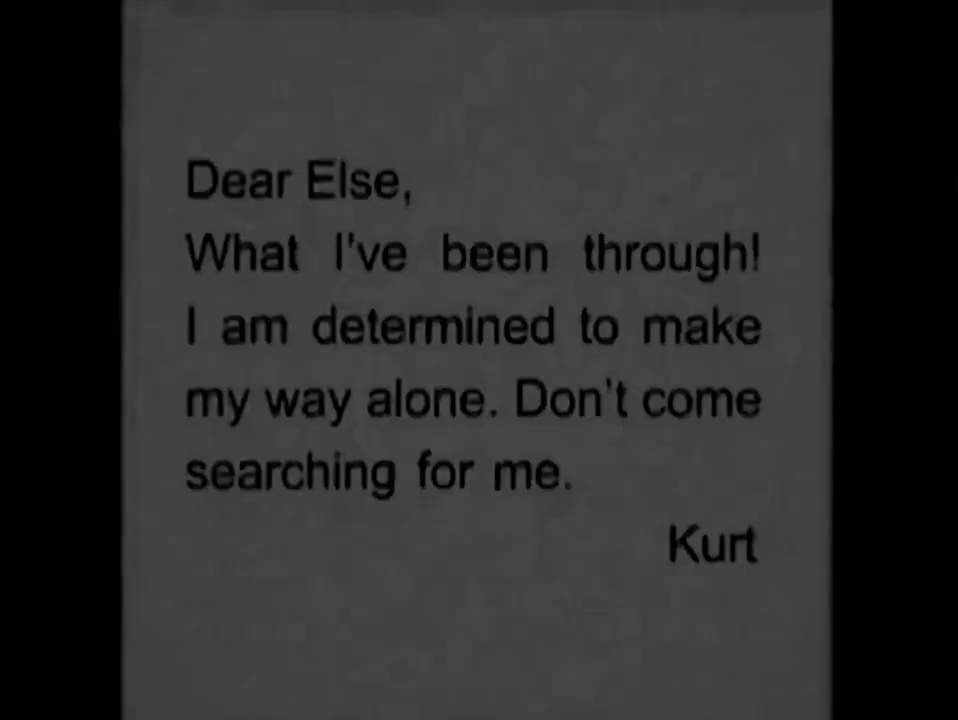 Dear Else,
What I've been through!
I am determined to make
my way alone. Don't come
searching for me.
Kurt